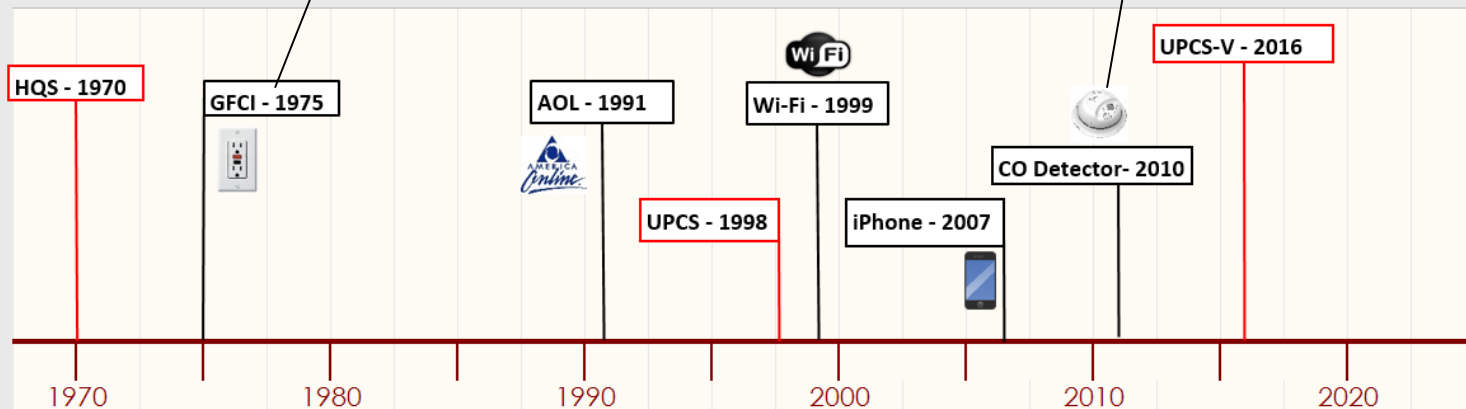 HQS - 1970
GFCI - 1975
AOL - 1991
AMERICA
Online.
UPCS - 1998
Wi Fi
Wi-Fi - 1999
iPhone - 2007
CO Detector- 2010
UPCS-V - 2016
1970
1980
1990
2000
2010
2020